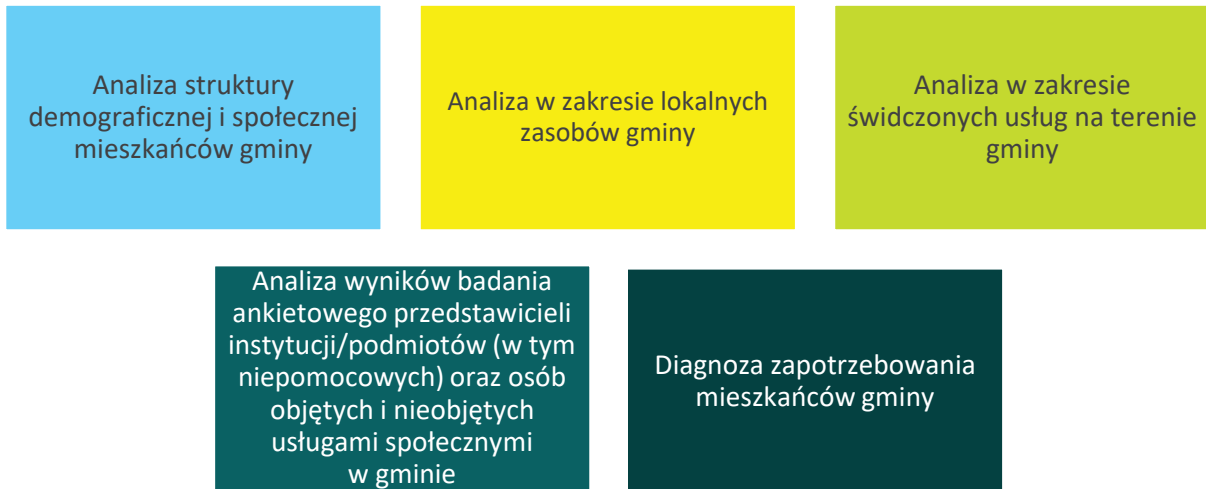 Analiza struktury
demograficznej i społecznej
mieszkańców gminy
Analiza w zakresie lokalnych
zasobów gminy
Analiza w zakresie
świdczonych usług na terenie
gminy
Analiza wyników badania
ankietowego przedstawicieli
instytucji/podmiotów (w tym
niepomocowych) oraz osób
objętych i nieobjętych
usługami społecznymi
w gminie
Diagnoza zapotrzebowania
mieszkańców gminy